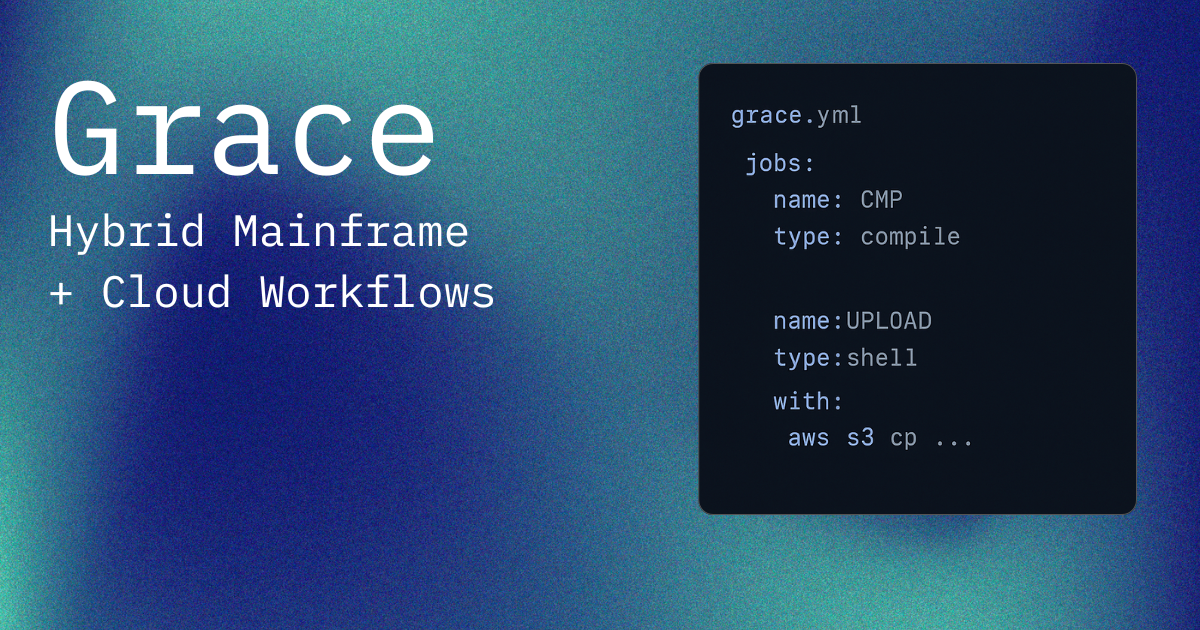 Grace
Hybrid Mainframe
+ Cloud Workflows
grace.yml
jobs:
name: CMP
type: compile
name:UPLOAD
type:shell
with:
aws s3 cp ...